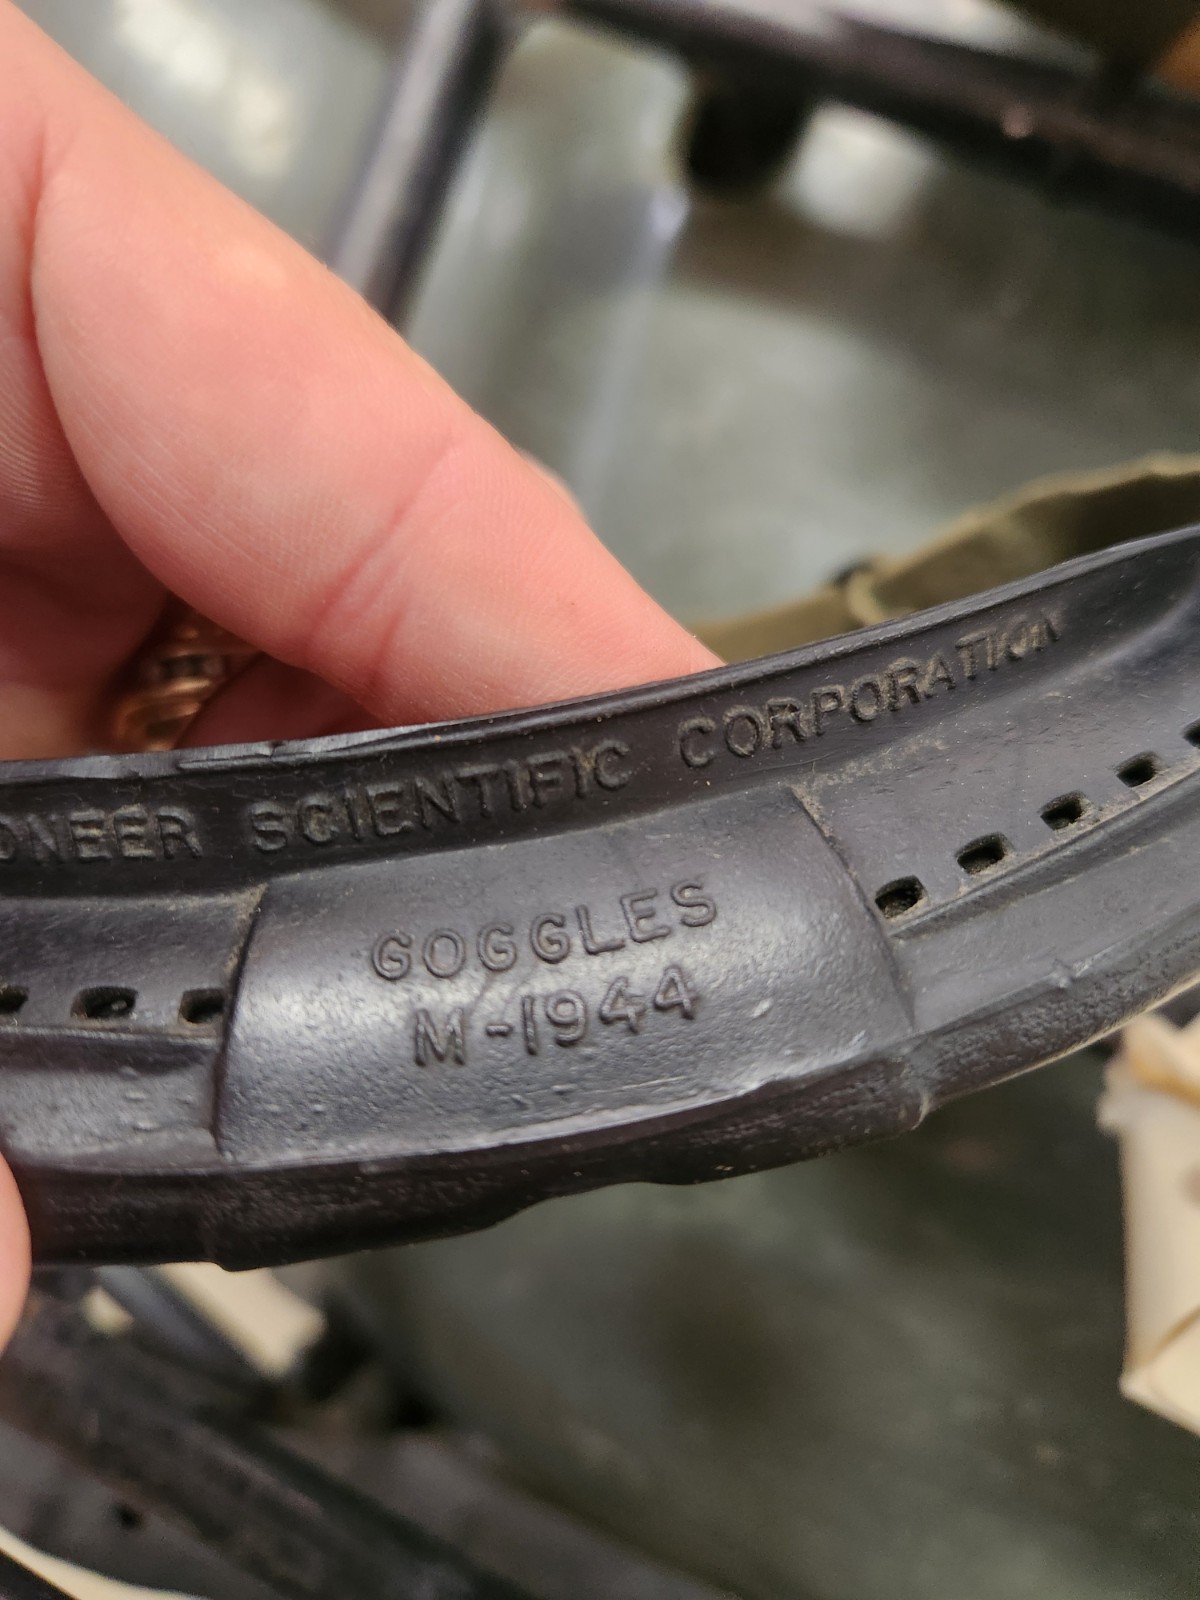 ONEER SCIENTIFIC CORPORATION
GOGGLES
M-1944